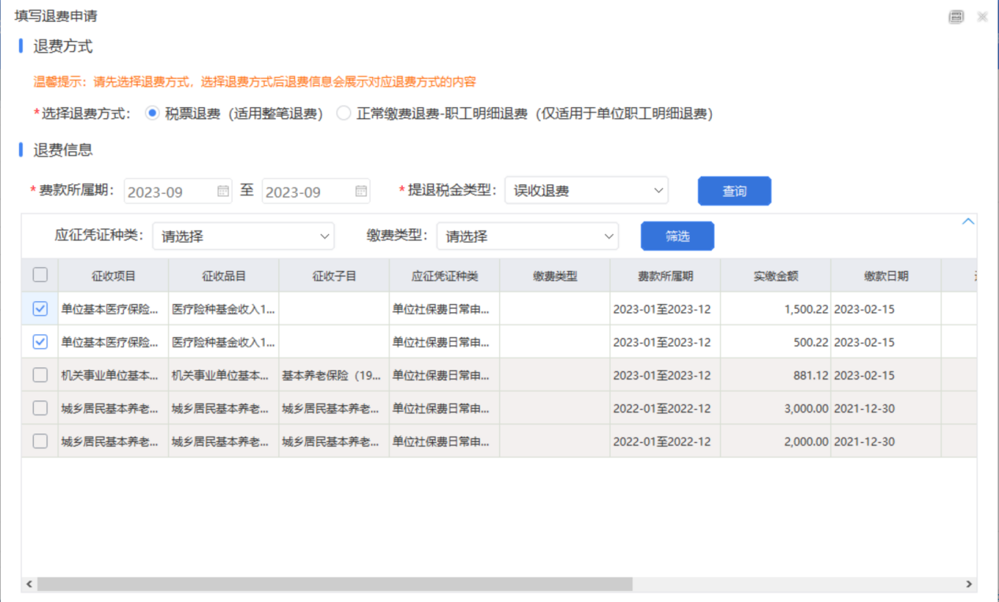 填写退费申请
退费方式
温馨提示：请先选择退费方式，选择退费方式后退费信息会展示对应退费方式的内容
*选择退费方式： 税票退费（适用整笔退费） 正常缴费退费-职工明细退费（仅适用于单位职工明细退费）
退费信息
*费款所属期： 2023-09 至 2023-09 *提退税金类型： 误收退费 查询
应征凭证种类： 请选择 缴费类型： 请选择 筛选
征收项目 征收品目 征收子目 应征凭证种类 缴费类型 费款所属期 实缴金额 缴款日期
单位基本医疗保险... 医疗险种基金收入1... 单位社保费日常申... 2023-01至2023-12 1,500.22 2023-02-15
单位基本医疗保险... 医疗险种基金收入1... 单位社保费日常申... 2023-01至2023-12 500.22 2023-02-15
机关事业单位基本... 机关事业单位基本... 基本养老保险（19... 单位社保费日常申... 2023-01至2023-12 881.12 2023-02-15
城乡居民基本养老... 城乡居民基本养老... 城乡居民基本养老... 单位社保费日常申... 2022-01至2022-12 3,000.00 2021-12-30
城乡居民基本养老... 城乡居民基本养老... 城乡居民基本养老... 单位社保费日常申... 2022-01至2022-12 2,000.00 2021-12-30